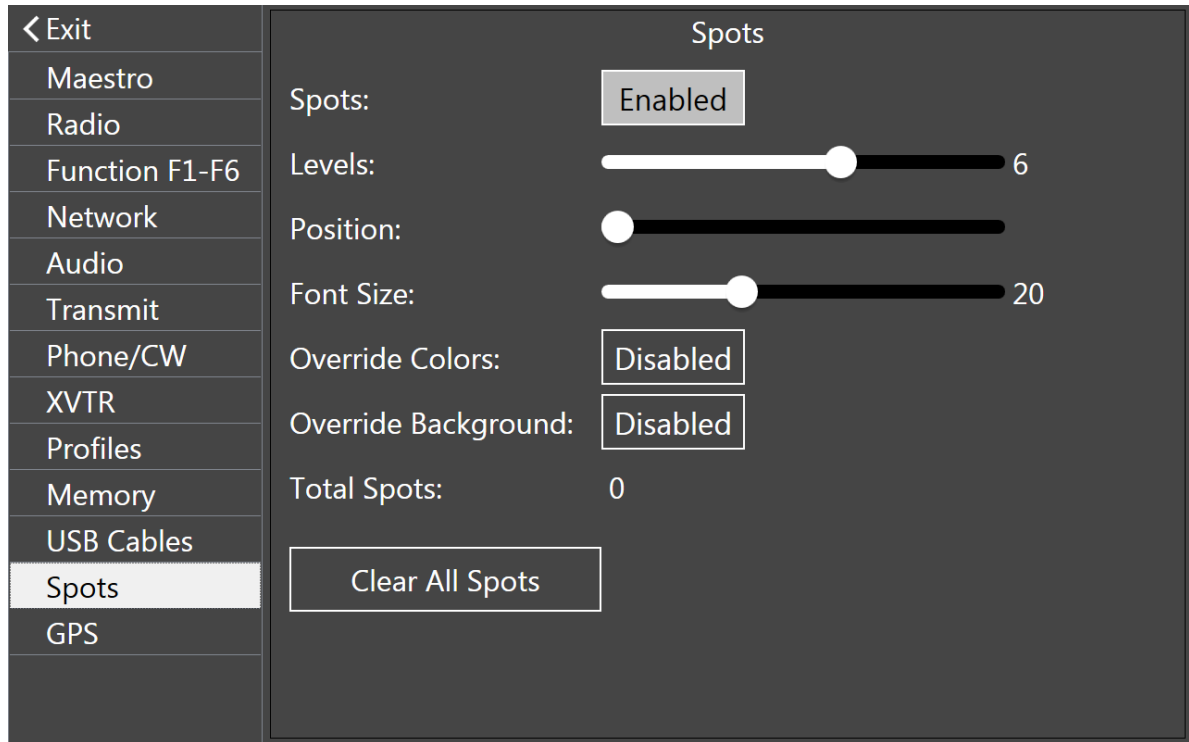 Exit
Maestro
Radio
Function F1-F6
Network
Audio
Transmit
Phone/CW
XVTR
Profiles
Memory
USB Cables
Spots
GPS
Spots
Spots: Enabled
Levels: 6
Position:
Font Size: 20
Override Colors: Disabled
Override Background: Disabled
Total Spots: 0
Clear All Spots